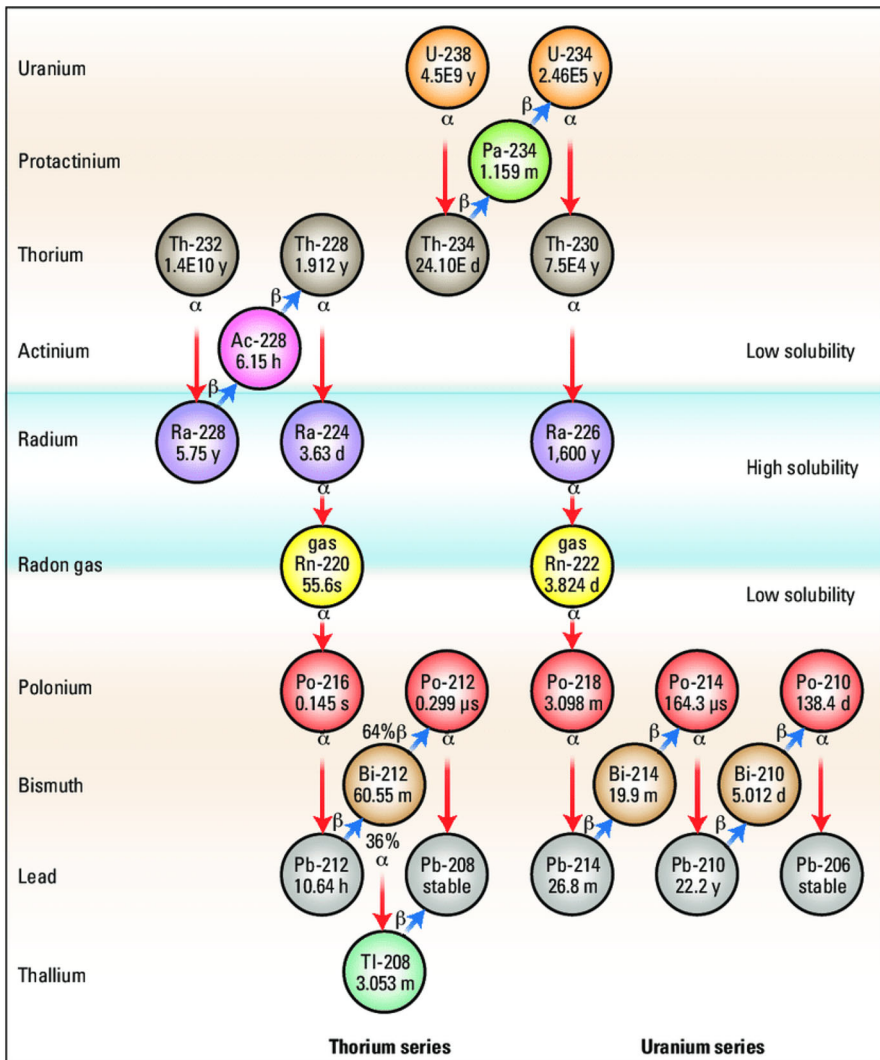 Uranium
U-238
4.5E9 y
α
U-234
2.46E5 y
β
α
Protactinium
Pa-234
1.159 m
β
Thorium
Th-232
1.4E10 y
α
Th-228
1.912 y
β
α
Th-234
24.10E d
Th-230
7.5E4 y
α
Actinium
Ac-228
6.15 h
β
Low solubility
Radium
Ra-228
5.75 y
Ra-224
3.63 d
α
Ra-226
1,600 y
α
High solubility
Radon gas
gas
Rn-220
55.6s
α
gas
Rn-222
3.824 d
α
Low solubility
Polonium
Po-216
0.145 s
α
Po-212
0.299 µs
64%β
α
Po-218
3.098 m
α
Po-214
164.3 µs
β
α
Po-210
138.4 d
β
α
Bismuth
Bi-212
60.55 m
β
36%
α
Bi-214
19.9 m
β
Bi-210
5.012 d
β
Lead
Pb-212
10.64 h
Pb-208
stable
β
Pb-214
26.8 m
Pb-210
22.2 y
Pb-206
stable
Thallium
Tl-208
3.053 m
Thorium series
Uranium series